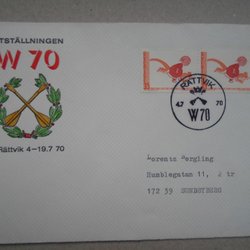 TSTÄLLNINGEN
W 70
Rättvik 4-19.7 70
RÄTTVIK
4.7 70
W70
Lorentz Bergling
Humblegatan 11, 2 tr
172 39 SUNDBYBERG